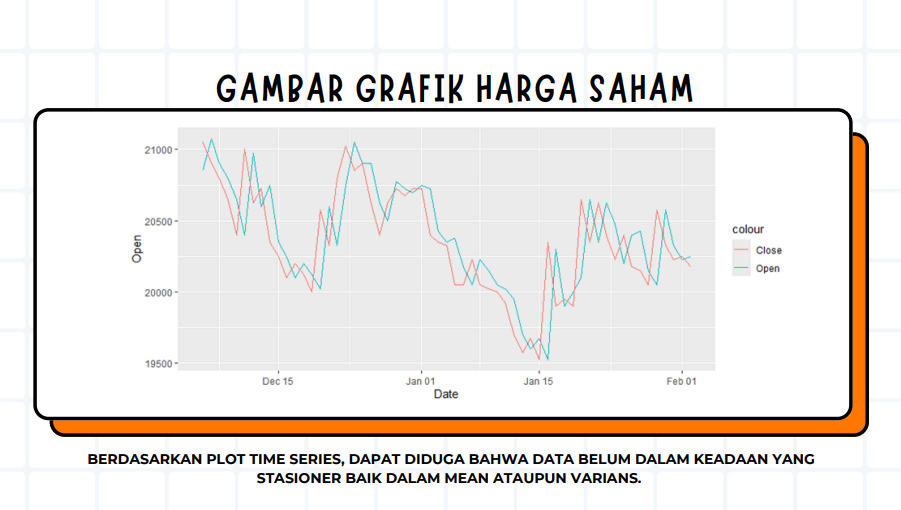 GAMBAR GRAFIK HARGA SAHAM
21000
20500
20000
19500
Open
Dec 15
Jan 01
Jan 15
Feb 01
Date
colour
Close
Open
BERDASARKAN PLOT TIME SERIES, DAPAT DIDUGA BAHWA DATA BELUM DALAM KEADAAN YANG
STASIONER BAIK DALAM MEAN ATAUPUN VARIANS.